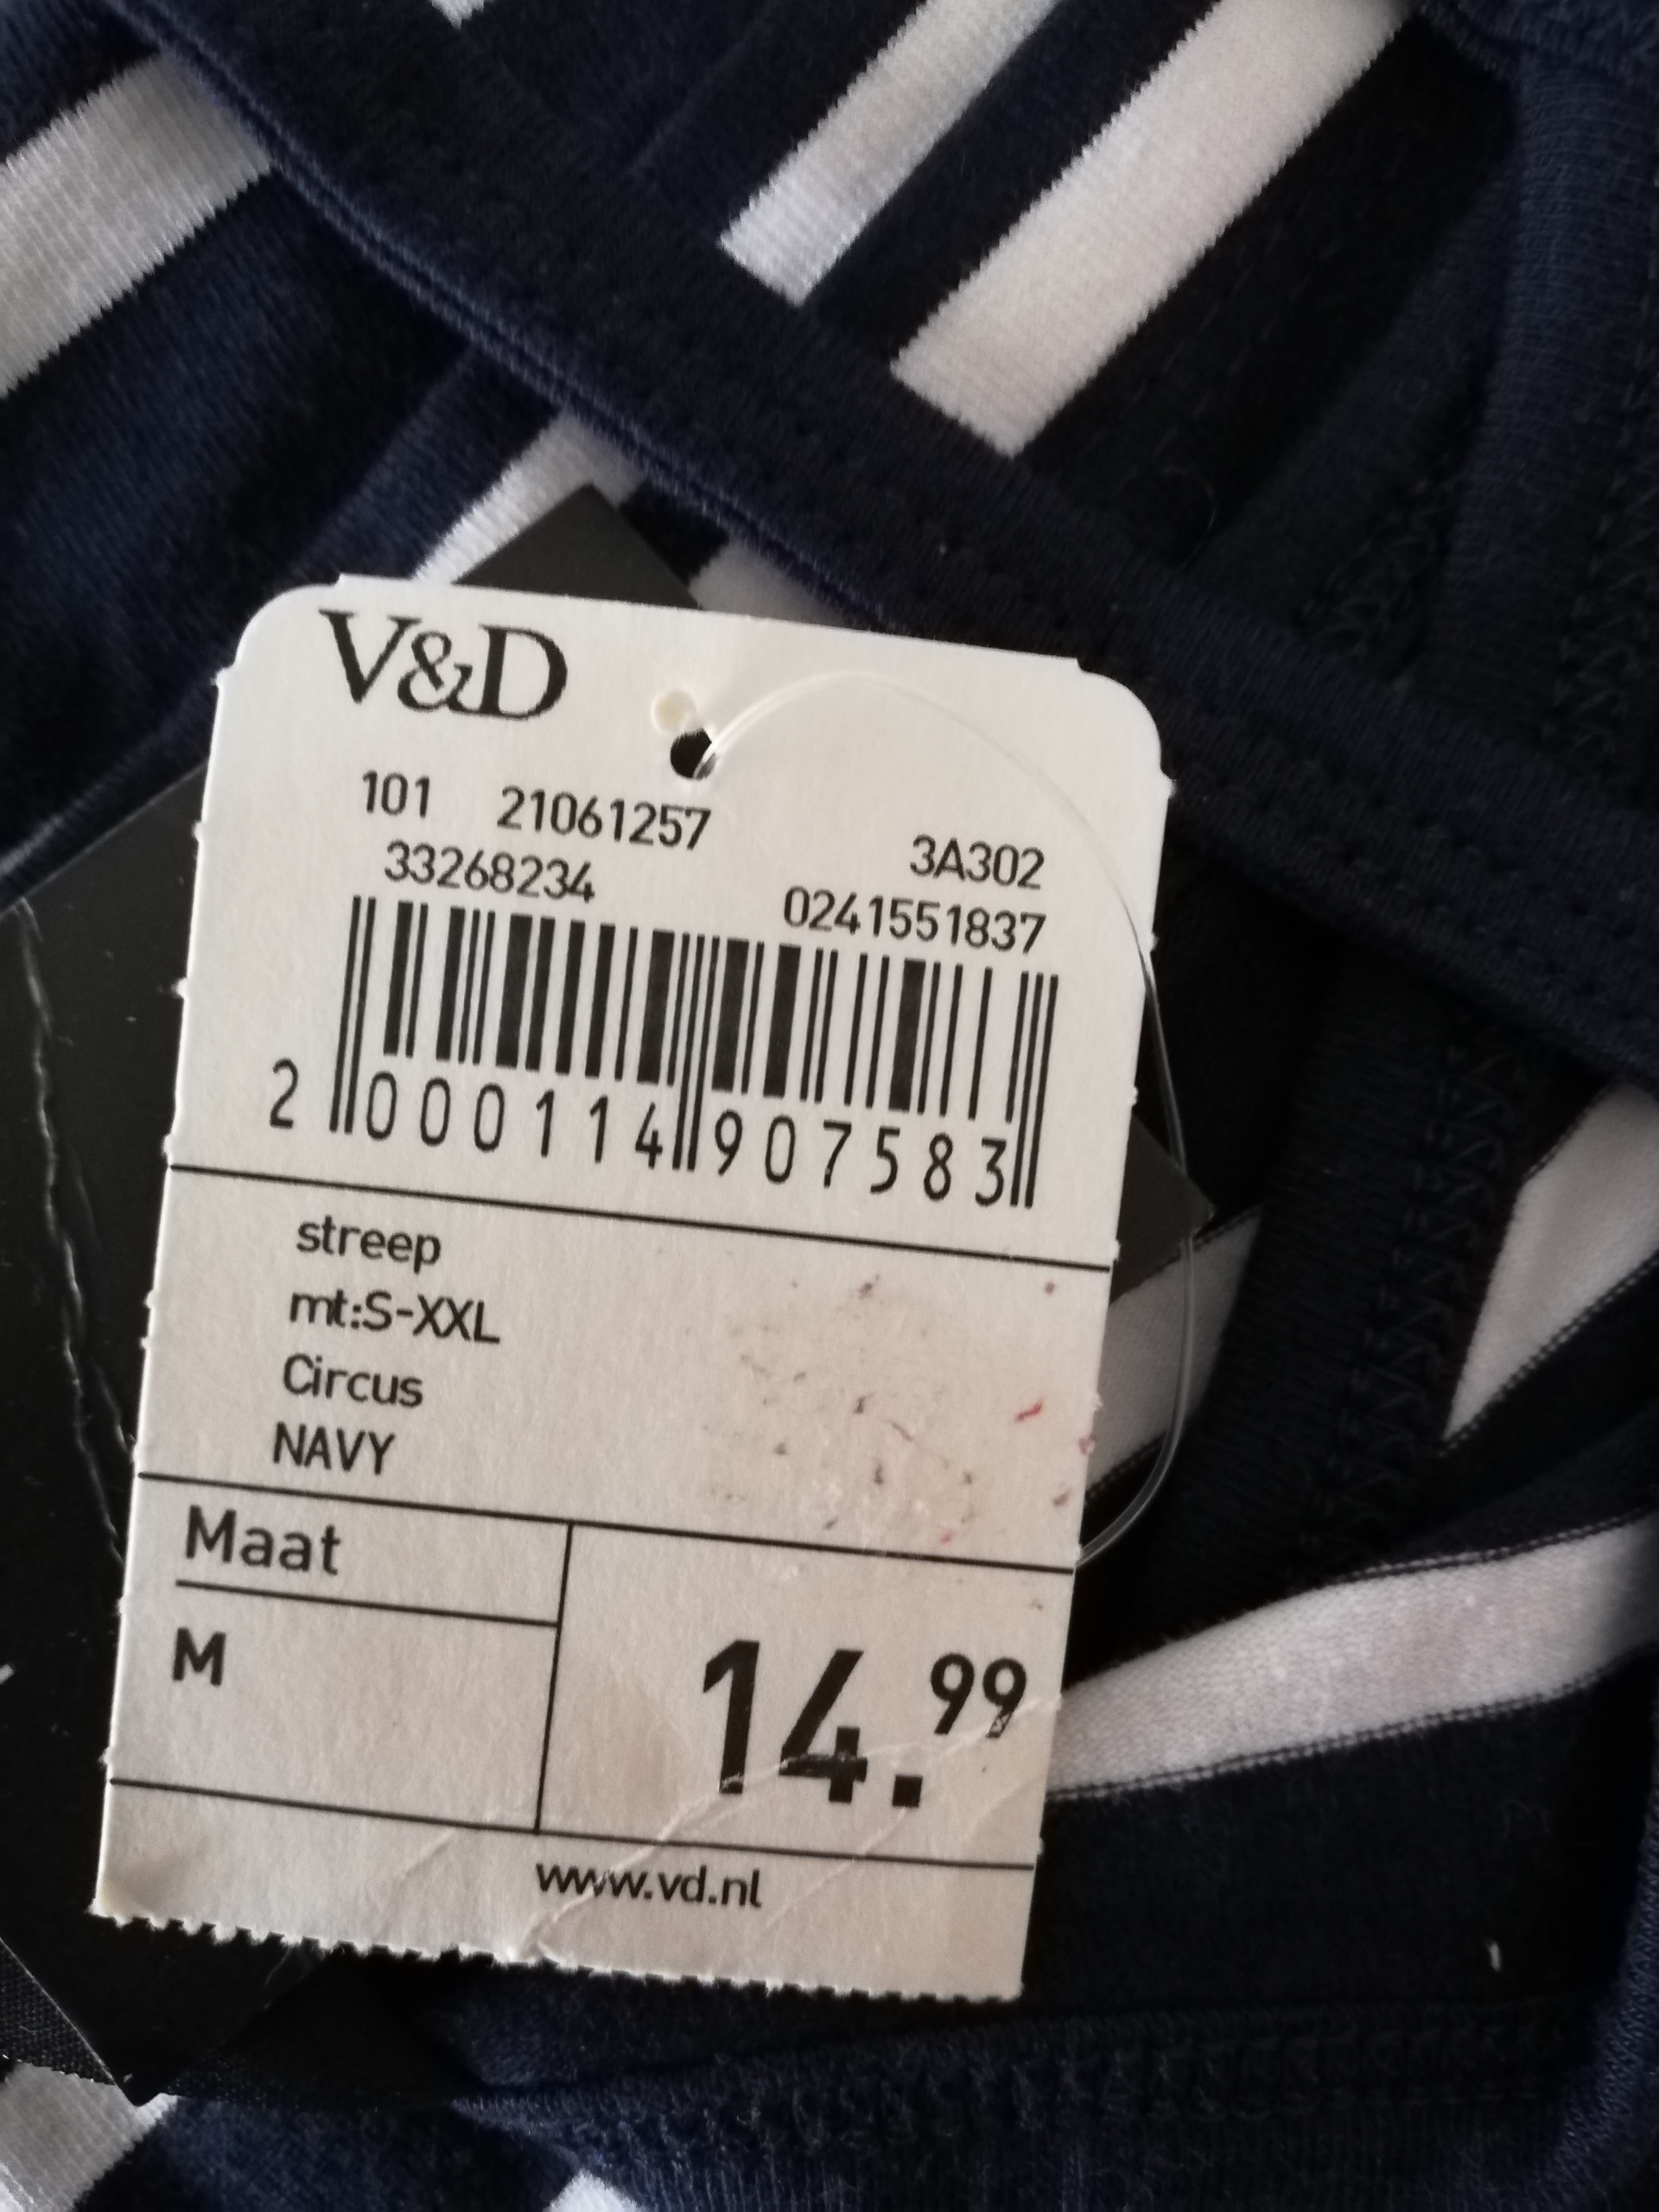 V&D
101 21061257
3A302
33268234
0241551837
2 000114 907583
streep
mt:S-XXL
Circus
NAVY
Maat
M
14.99
www.vd.nl